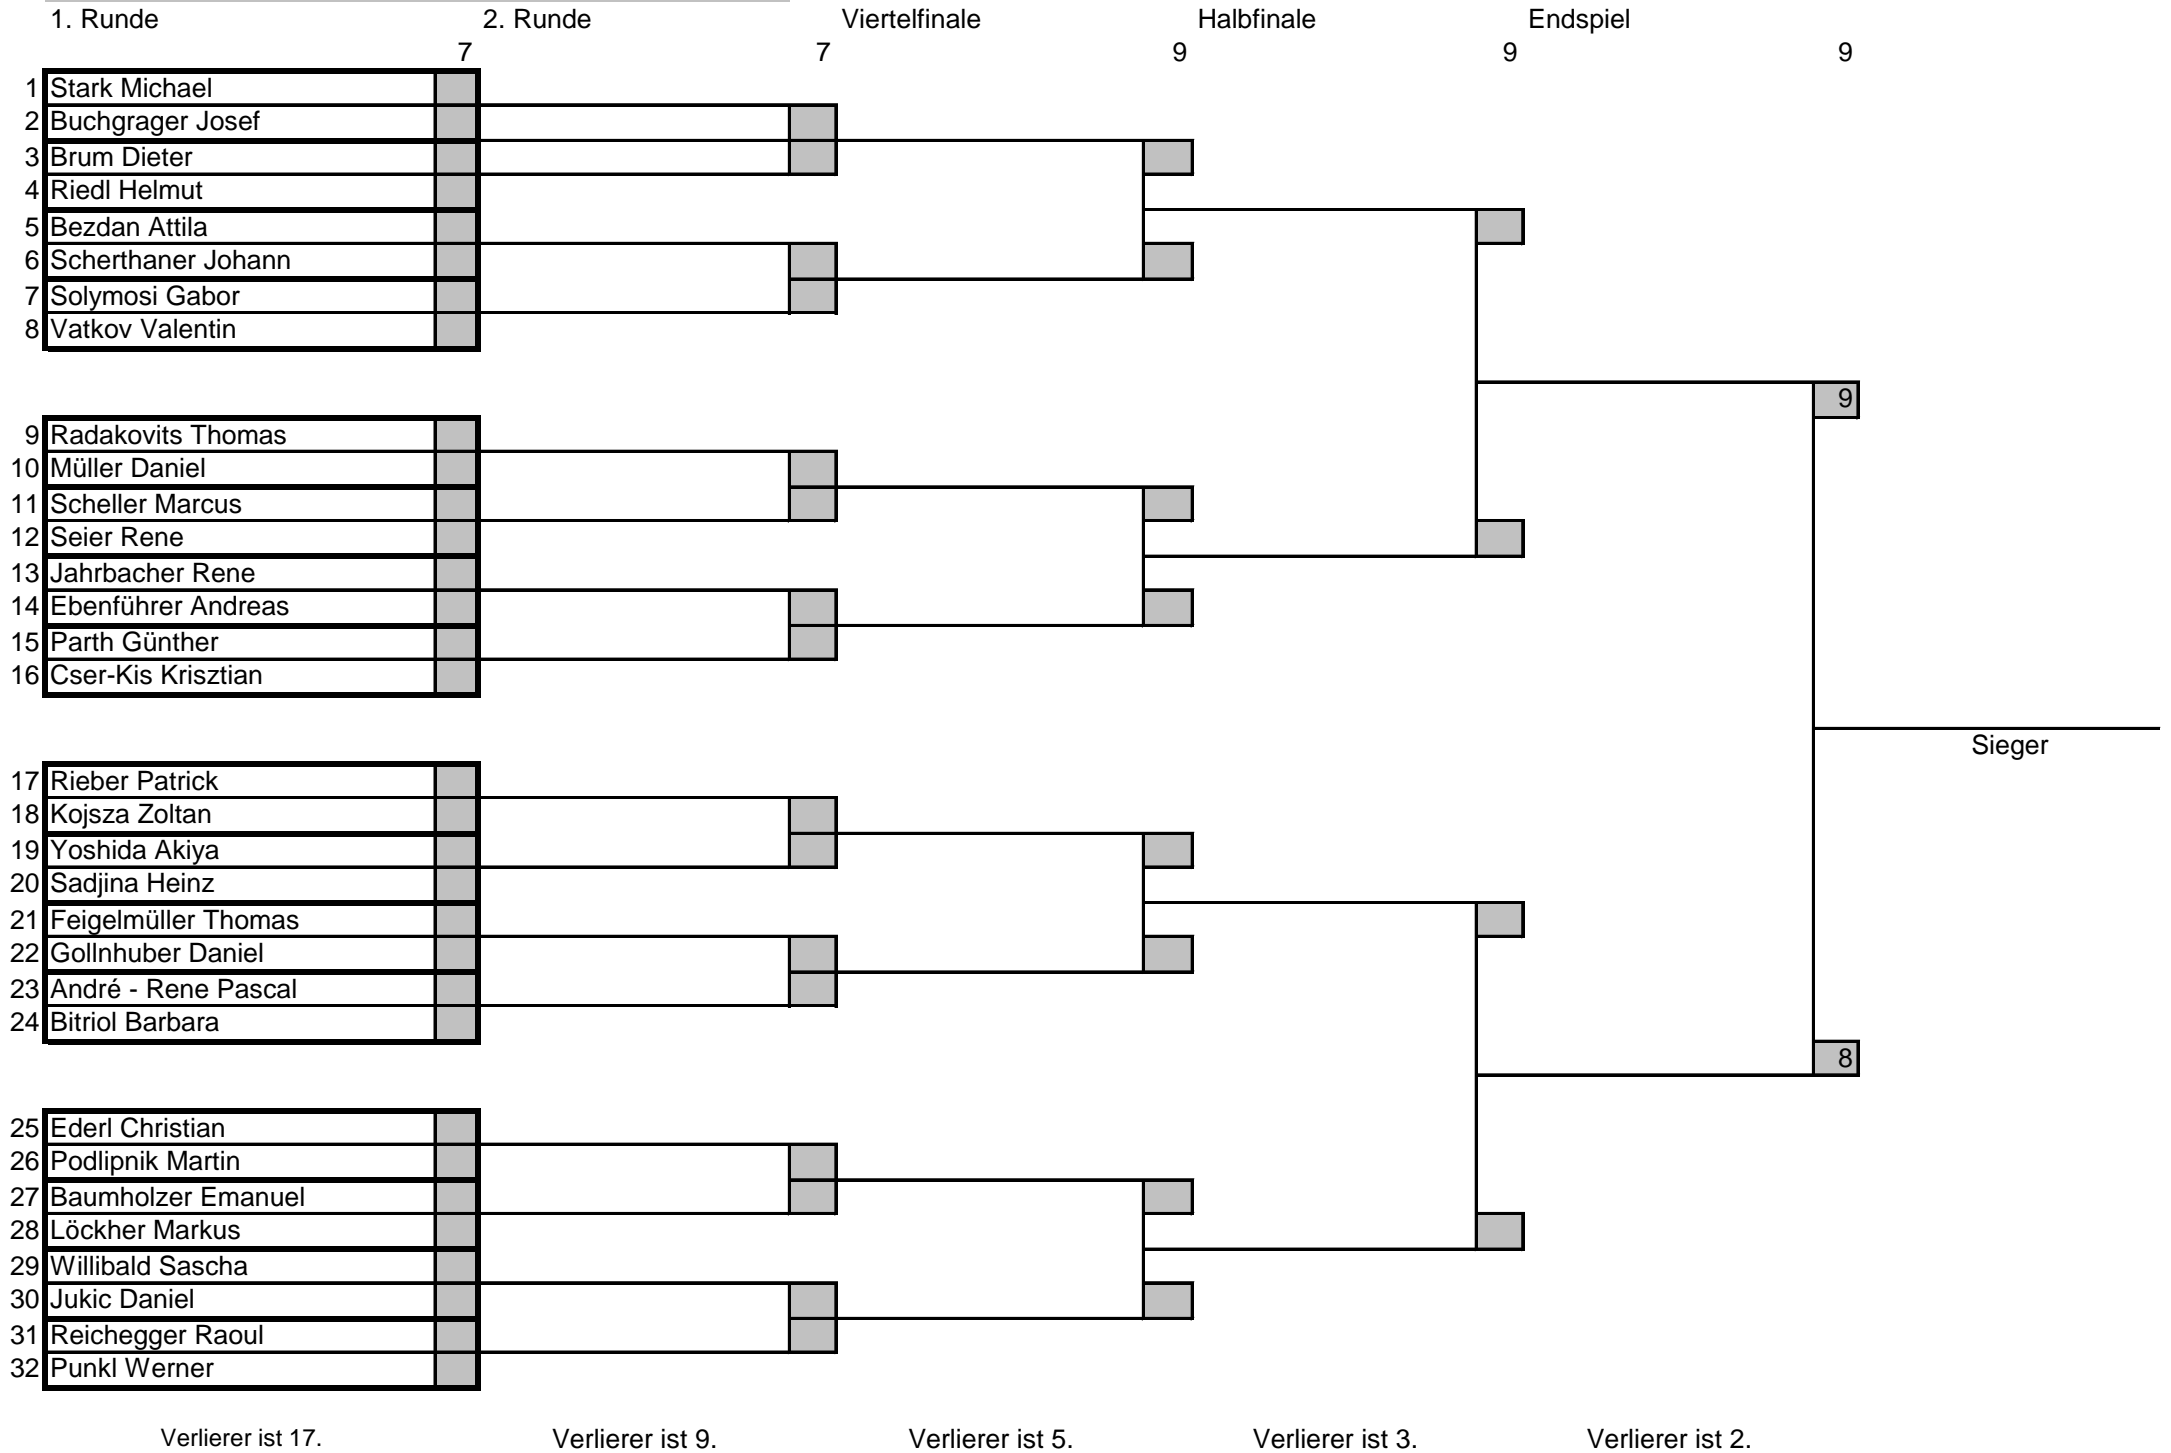 1. Runde 2. Runde Viertelfinale Halbfinale Endspiel
7 7 9 9 9
1 Stark Michael
2 Buchgrager Josef
3 Brum Dieter
4 Riedl Helmut
5 Bezdan Attila
6 Scherthaner Johann
7 Solymosi Gabor
8 Vatkov Valentin
9
9 Radakovits Thomas
10 Müller Daniel
11 Scheller Marcus
12 Seier Rene
13 Jahrbacher Rene
14 Ebenführer Andreas
15 Parth Günther
16 Cser-Kis Krisztian
Sieger
17 Rieber Patrick
18 Kojsza Zoltan
19 Yoshida Akiya
20 Sadjina Heinz
21 Feigelmüller Thomas
22 Gollnhuber Daniel
23 André - Rene Pascal
24 Bitriol Barbara
8
25 Ederl Christian
26 Podlipnik Martin
27 Baumholzer Emanuel
28 Löckher Markus
29 Willibald Sascha
30 Jukic Daniel
31 Reichegger Raoul
32 Punkl Werner
Verlierer ist 17. Verlierer ist 9. Verlierer ist 5. Verlierer ist 3. Verlierer ist 2.